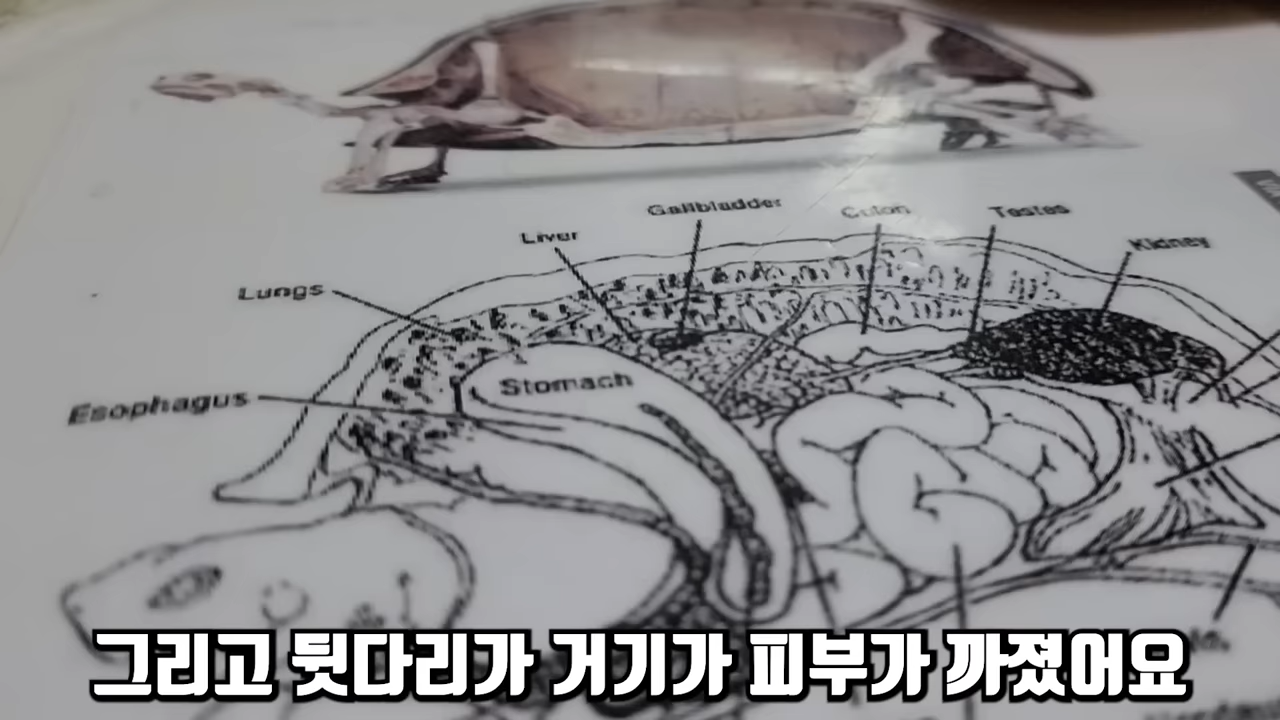 Gallbladder
Colon
Testes
Liver
Kidney
Lungs
Stomach
Esophagus
그리고 뒷다리가 거기가 피부가 까졌어요